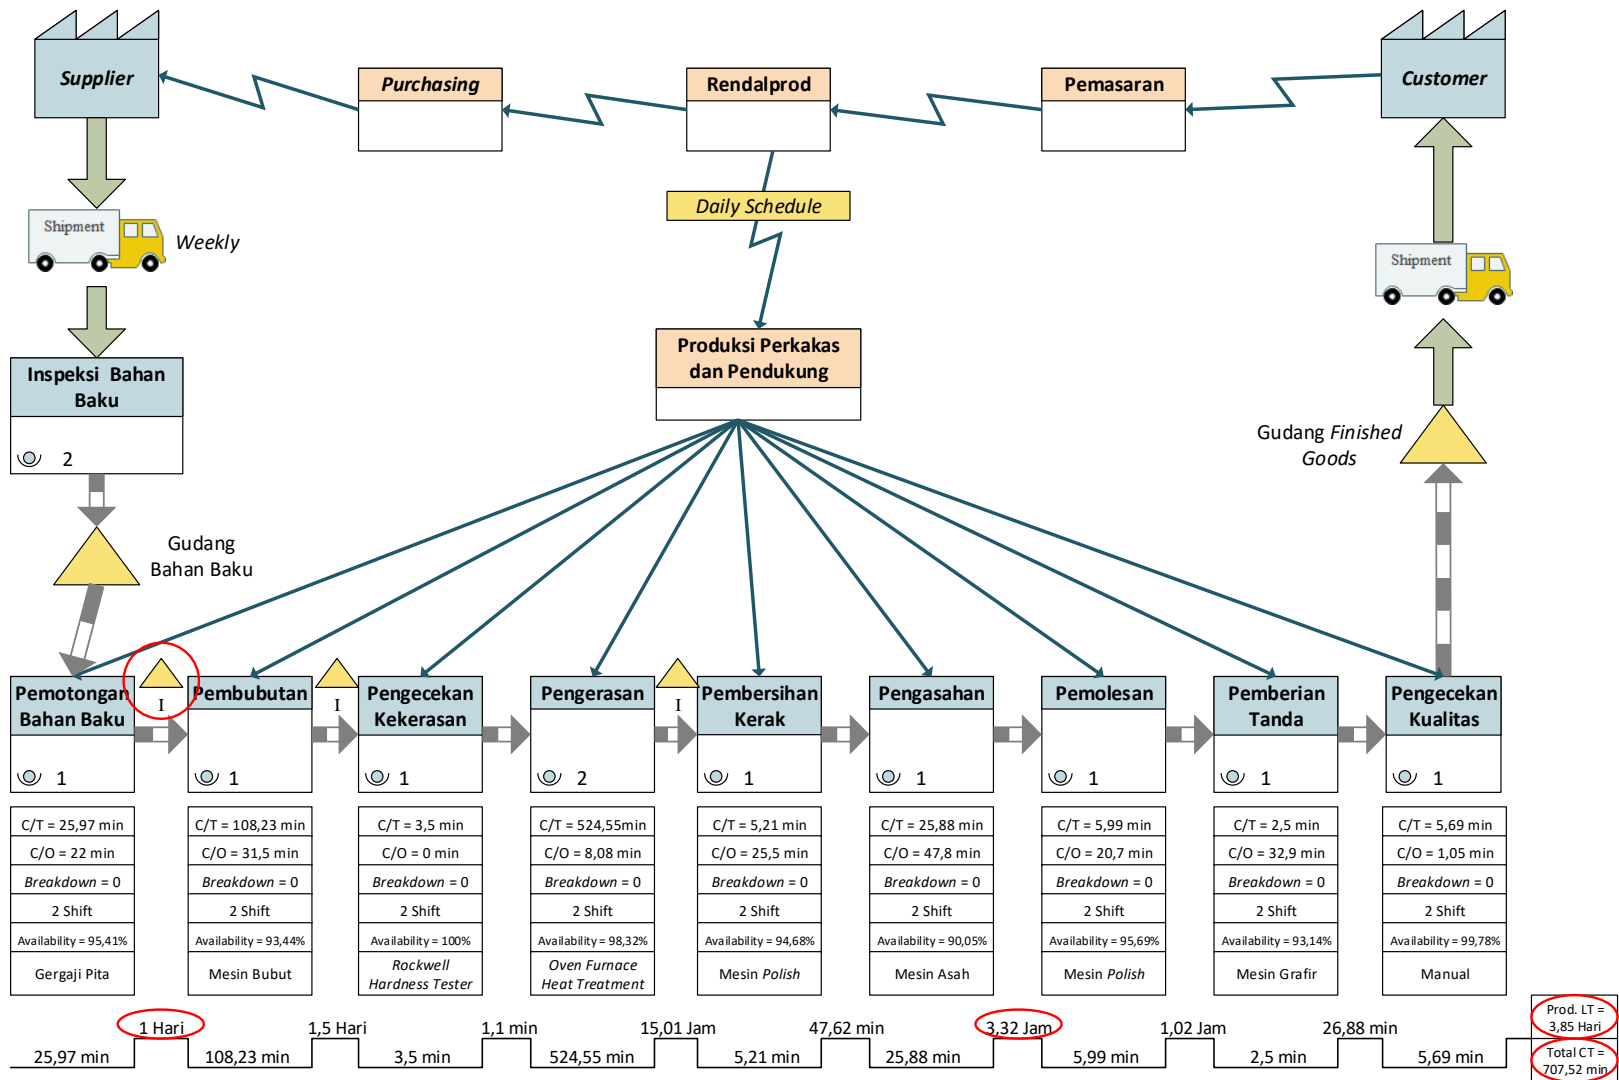 Supplier
Purchasing
Rendalprod
Pemasaran
Customer
Daily Schedule
Shipment
Weekly
Shipment
Inspeksi Bahan
Baku
2
Produksi Perkakas
dan Pendukung
Gudang Finished
Goods
Gudang
Bahan Baku
Pemotongan
Bahan Baku
1
I
Pembubutan
1
I
Pengecekan
Kekerasan
1
Pengerasan
2
I
Pembersihan
Kerak
1
Pengasahan
1
Pemolesan
1
Pemberian
Tanda
1
Pengecekan
Kualitas
1
C/T = 25,97 min
C/O = 22 min
Breakdown = 0
2 Shift
Availability = 95,41%
Gergaji Pita
C/T = 108,23 min
C/O = 31,5 min
Breakdown = 0
2 Shift
Availability = 93,44%
Mesin Bubut
C/T = 3,5 min
C/O = 0 min
Breakdown = 0
2 Shift
Availability = 100%
Rockwell
Hardness Tester
C/T = 524,55min
C/O = 8,08 min
Breakdown = 0
2 Shift
Availability = 98,32%
Oven Furnace
Heat Treatment
C/T = 5,21 min
C/O = 25,5 min
Breakdown = 0
2 Shift
Availability = 94,68%
Mesin Polish
C/T = 25,88 min
C/O = 47,8 min
Breakdown = 0
2 Shift
Availability = 90,05%
Mesin Asah
C/T = 5,99 min
C/O = 20,7 min
Breakdown = 0
2 Shift
Availability = 95,69%
Mesin Polish
C/T = 2,5 min
C/O = 32,9 min
Breakdown = 0
2 Shift
Availability = 93,14%
Mesin Grafir
C/T = 5,69 min
C/O = 1,05 min
Breakdown = 0
2 Shift
Availability = 99,78%
Manual
1 Hari
1,5 Hari
1,1 min
15,01 Jam
47,62 min
3,32 Jam
1,02 Jam
26,88 min
Prod. LT =
3,85 Hari
25,97 min
108,23 min
3,5 min
524,55 min
5,21 min
25,88 min
5,99 min
2,5 min
5,69 min
Total CT =
707,52 min